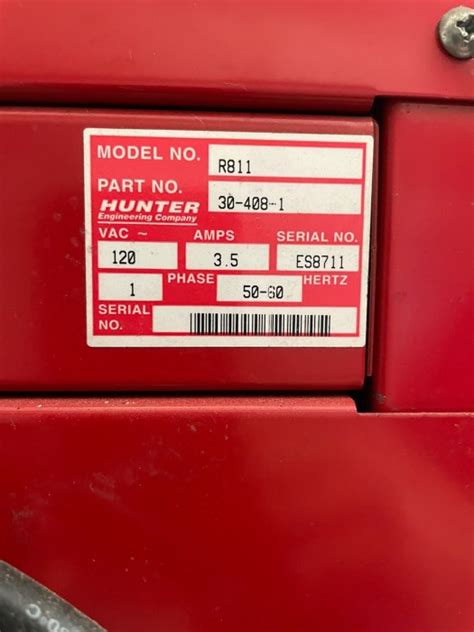 MODEL NO. R811
PART NO. 30-408-1
HUNTER
Engineering Company
VAC ~ AMPS SERIAL NO.
120 3.5 ES8711
1 PHASE 50-60 HERTZ
SERIAL
NO.